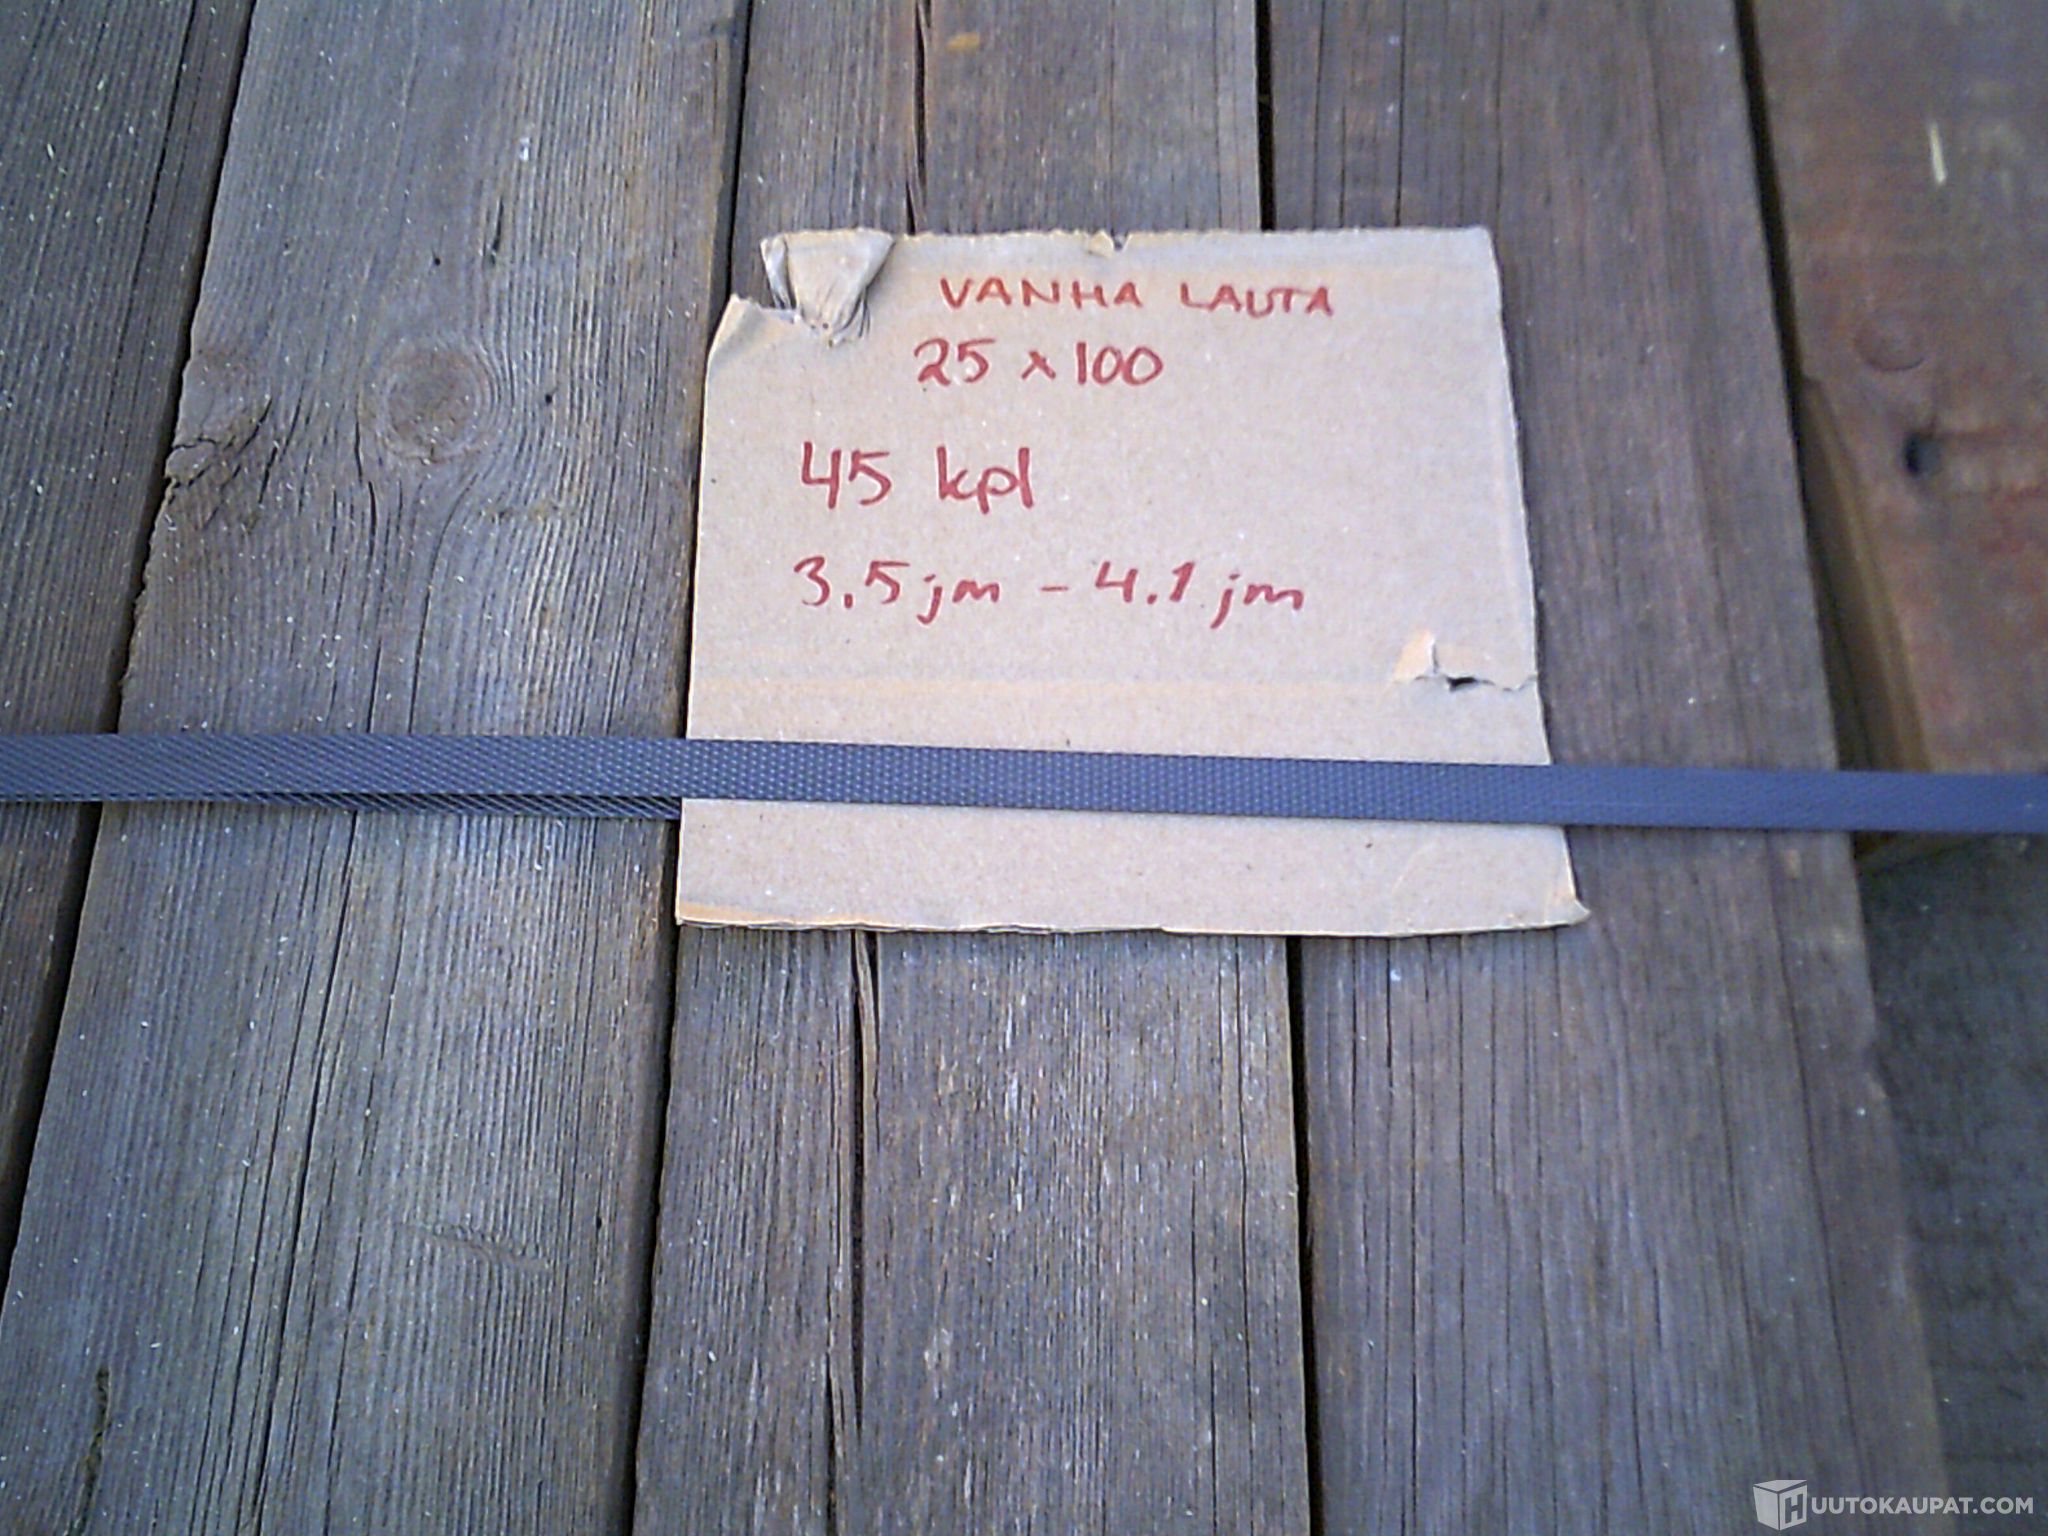 VANHA LAUTA
25 x 100
45 kpl
3.5 jm - 4.1 jm
HUUTOKAUPAT.COM